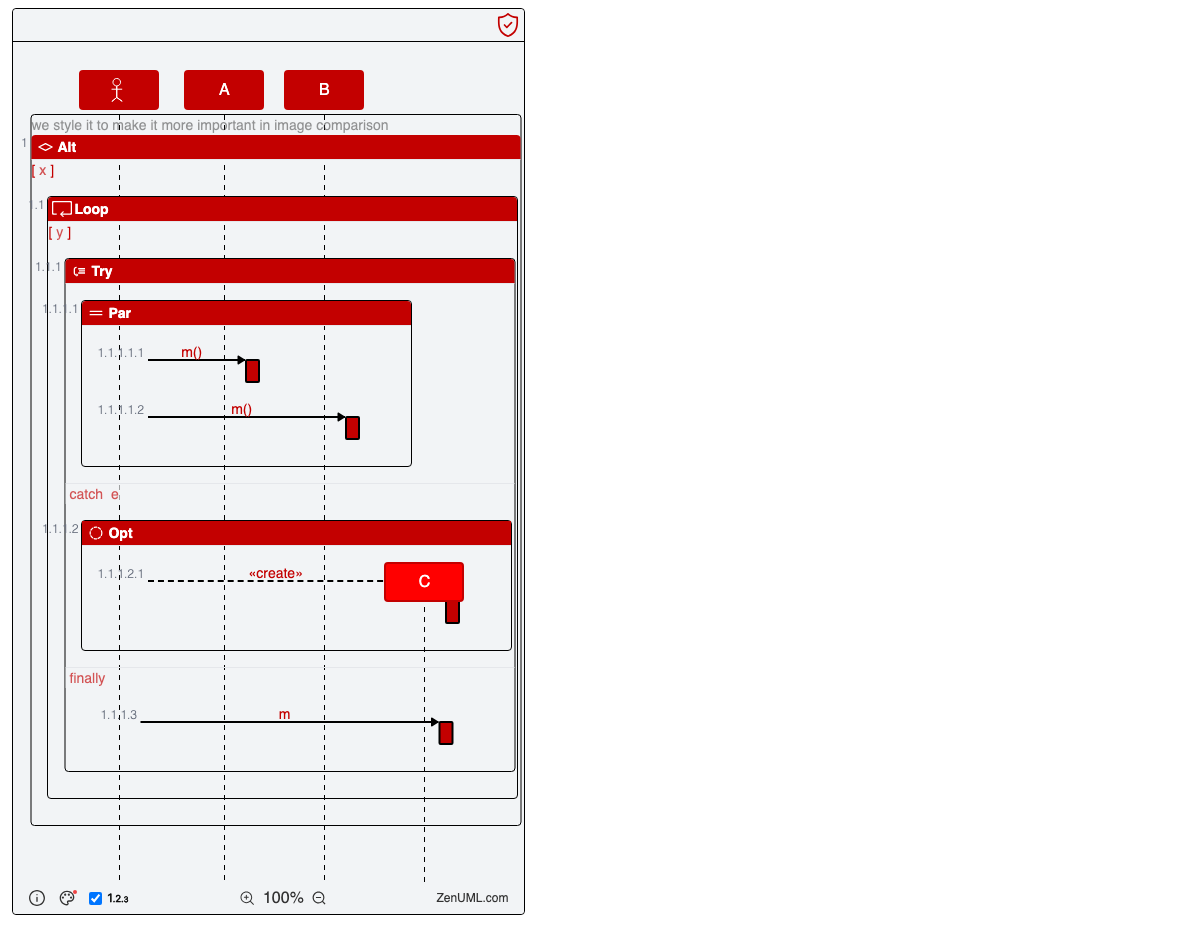 A
B
we style it to make it more important in image comparison
1
Alt
[ x ]
1.1
Loop
[ y ]
1.1.1
Try
1.1.1.1
Par
1.1.1.1.1
m()
1.1.1.1.2
m()
catch e
1.1.1.2
Opt
1.1.1.2.1
«create»
C
finally
1.1.1.3
m
1.2.3
100%
ZenUML.com